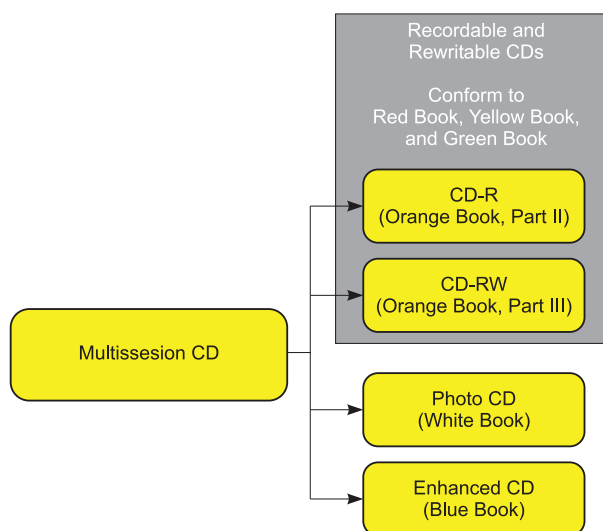 Recordable and
Rewritable CDs
Conform to
Red Book, Yellow Book,
and Green Book
CD-R
(Orange Book, Part II)
CD-RW
(Orange Book, Part III)
Multissesion CD
Photo CD
(White Book)
Enhanced CD
(Blue Book)